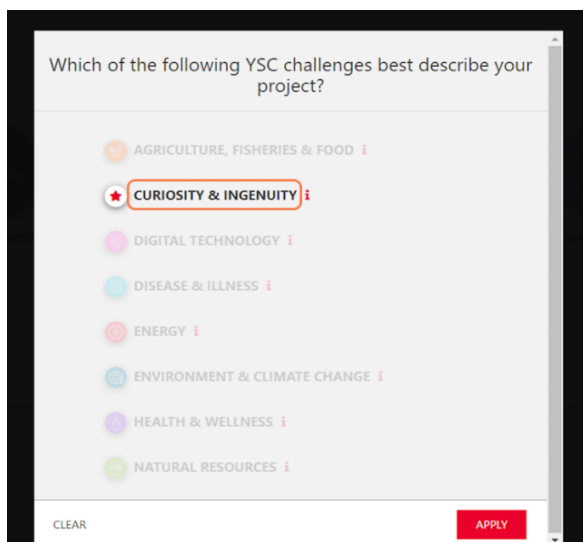 Which of the following YSC challenges best describe your
project?
AGRICULTURE, FISHERIES & FOOD i
CURIOSITY & INGENUITY i
DIGITAL TECHNOLOGY i
DISEASE & ILLNESS i
ENERGY i
ENVIRONMENT & CLIMATE CHANGE i
HEALTH & WELLNESS i
NATURAL RESOURCES i
CLEAR APPLY